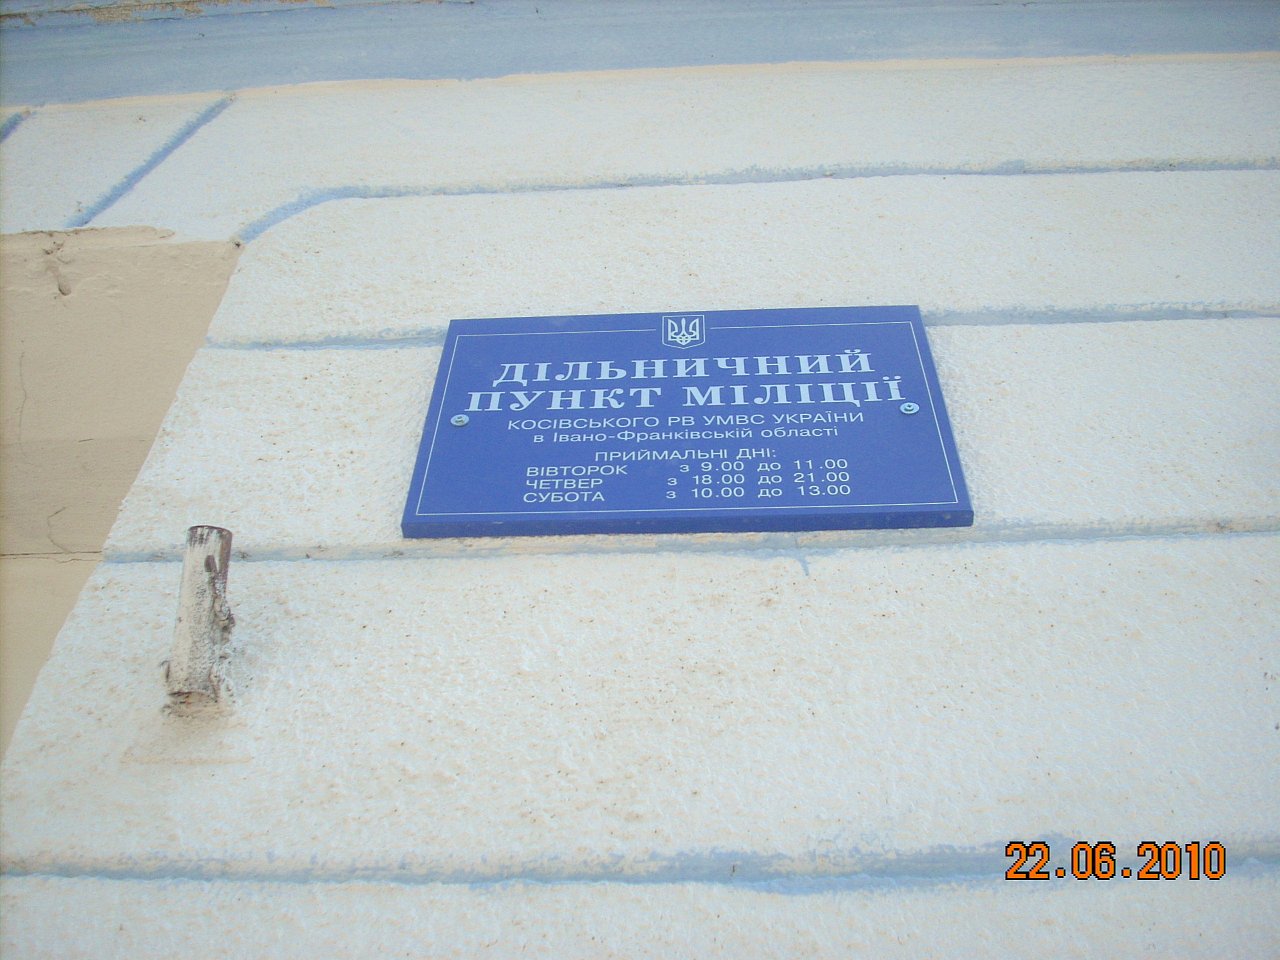 ДІЛЬНИЧНИЙ
ПУНКТ МІЛІЦІЇ
КОСІВСЬКОГО РВ УМВС УКРАЇНИ
в Івано-Франківській області
ПРИЙМАЛЬНІ ДНІ:
ВІВТОРОК з 9.00 до 11.00
ЧЕТВЕР з 18.00 до 21.00
СУБОТА з 10.00 до 13.00
22.06.2010